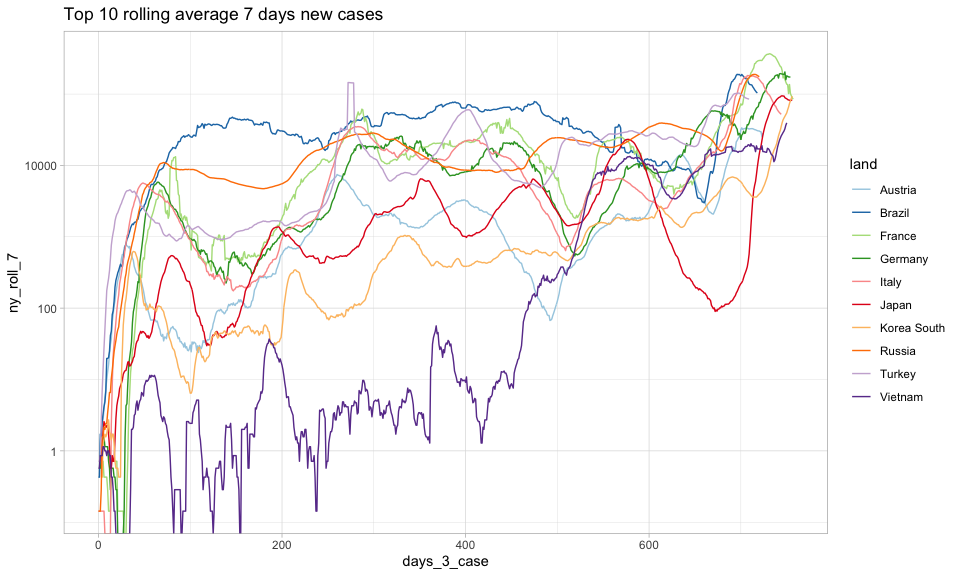 Top 10 rolling average 7 days new cases
ny_roll_7
10000
100
1
0
200
400
600
days_3_case
land
Austria
Brazil
France
Germany
Italy
Japan
Korea South
Russia
Turkey
Vietnam